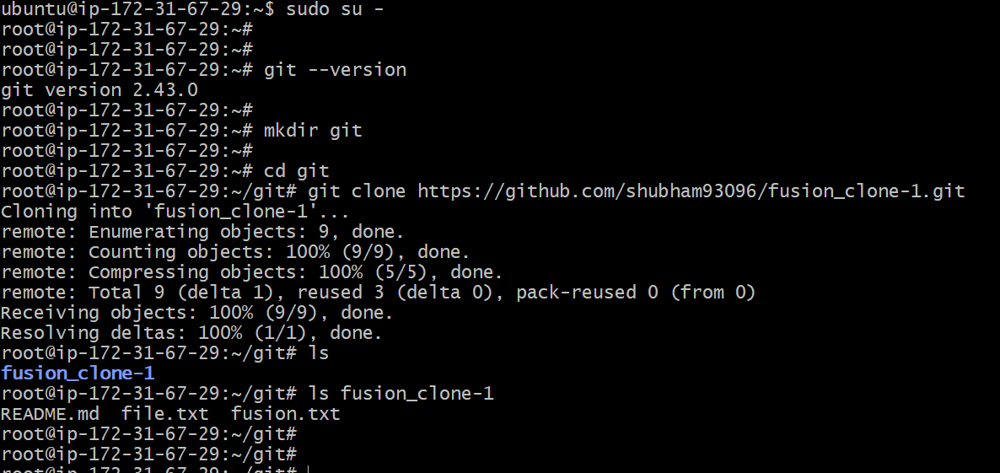 ubuntu@ip-172-31-67-29:~$ sudo su -
root@ip-172-31-67-29:~#
root@ip-172-31-67-29:~#
root@ip-172-31-67-29:~# git --version
git version 2.43.0
root@ip-172-31-67-29:~#
root@ip-172-31-67-29:~# mkdir git
root@ip-172-31-67-29:~#
root@ip-172-31-67-29:~# cd git
root@ip-172-31-67-29:~/git# git clone https://github.com/shubham93096/fusion_clone-1.git
Cloning into 'fusion_clone-1'...
remote: Enumerating objects: 9, done.
remote: Counting objects: 100% (9/9), done.
remote: Compressing objects: 100% (5/5), done.
remote: Total 9 (delta 1), reused 3 (delta 0), pack-reused 0 (from 0)
Receiving objects: 100% (9/9), done.
Resolving deltas: 100% (1/1), done.
root@ip-172-31-67-29:~/git# ls
fusion_clone-1
root@ip-172-31-67-29:~/git# ls fusion_clone-1
README.md  file.txt  fusion.txt
root@ip-172-31-67-29:~/git#
root@ip-172-31-67-29:~/git#
root@ip-172-31-67-29:~/git#